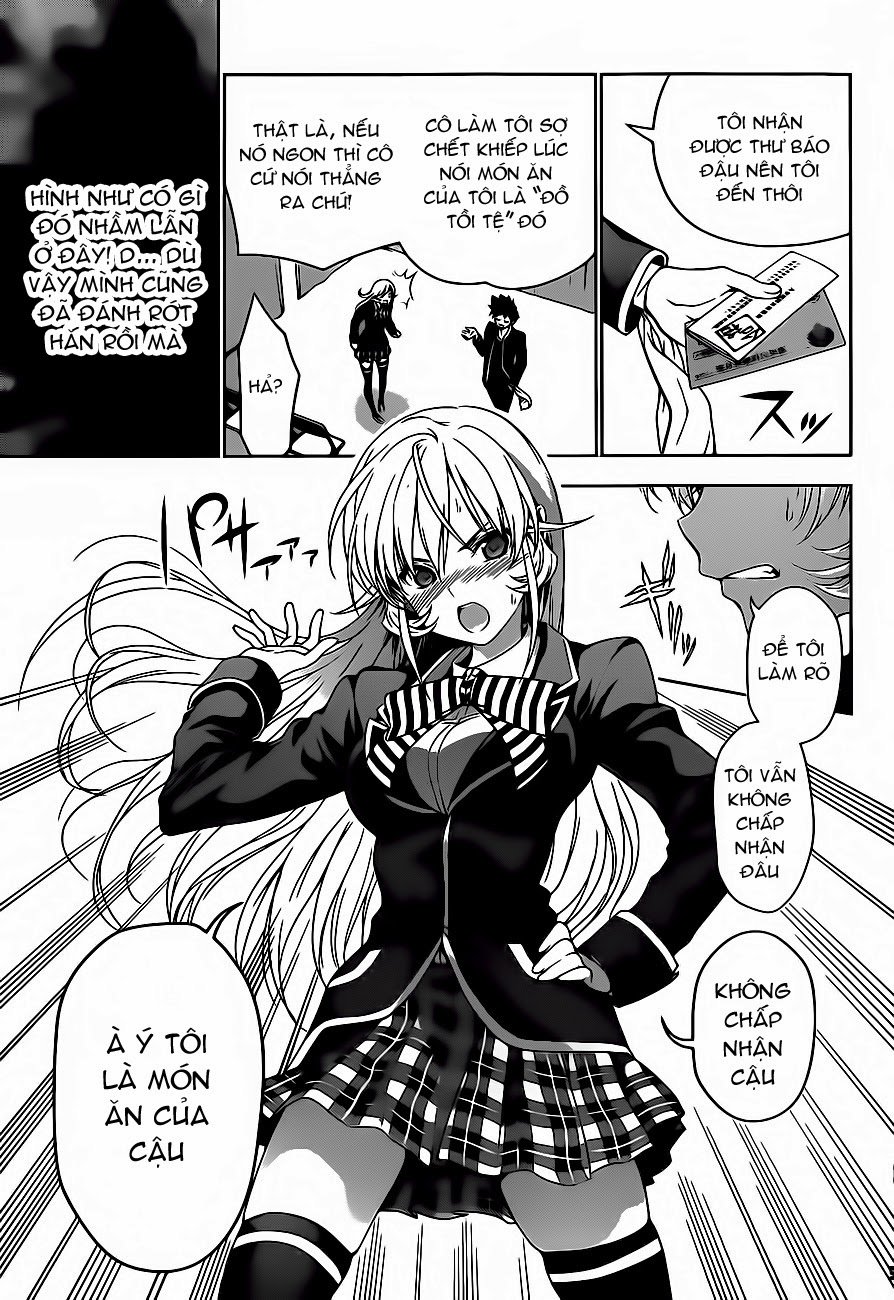 TÔI NHẬN
ĐƯỢC THƯ BÁO
ĐẬU NÊN TÔI
ĐẾN THÔI
スッ
CÔ LÀM TÔI SỢ
CHẾT KHIẾP LÚC
NÓI MÓN ĂN
CỦA TÔI LÀ “ĐỒ
TỒI TỆ” ĐÓ
THẬT LÀ, NẾU
NÓ NGON THÌ CÔ
CỨ NÓI THẲNG
RA CHỨ!
HẢ?
HÌNH NHƯ CÓ GÌ
ĐÓ NHẦM LẪN
Ở ĐÂY! D... DÙ
VẬY MÌNH CŨNG
ĐÃ ĐÁNH RỚT
HẮN RỒI MÀ
ĐỂ TÔI
LÀM RÕ
TÔI VẪN
KHÔNG
CHẤP
NHẬN
ĐÂU
KHÔNG
CHẤP
NHẬN
CẬU
À Ý TÔI
LÀ MÓN
ĂN CỦA
CẬU